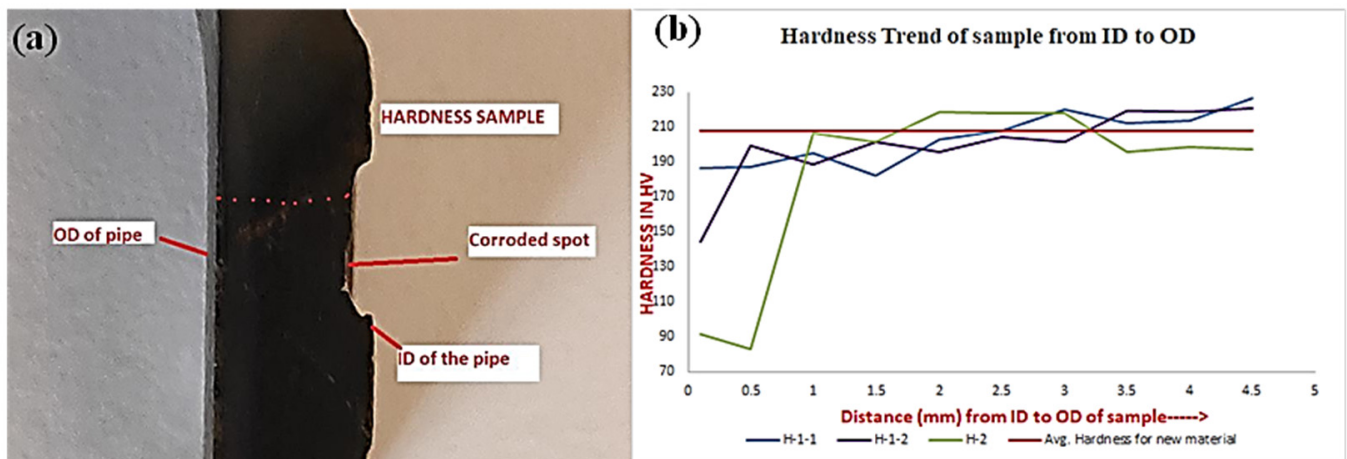 (a)
HARDNESS SAMPLE
OD of pipe
Corroded spot
ID of the pipe
(b)
Hardness Trend of sample from ID to OD
HARDNESS IN HV
230
210
190
170
150
130
110
90
70
0
0.5
1
1.5
2
2.5
3
3.5
4
4.5
5
Distance (mm) from ID to OD of sample----->
H-1-1 H-1-2 H-2 Avg. Hardness for new material